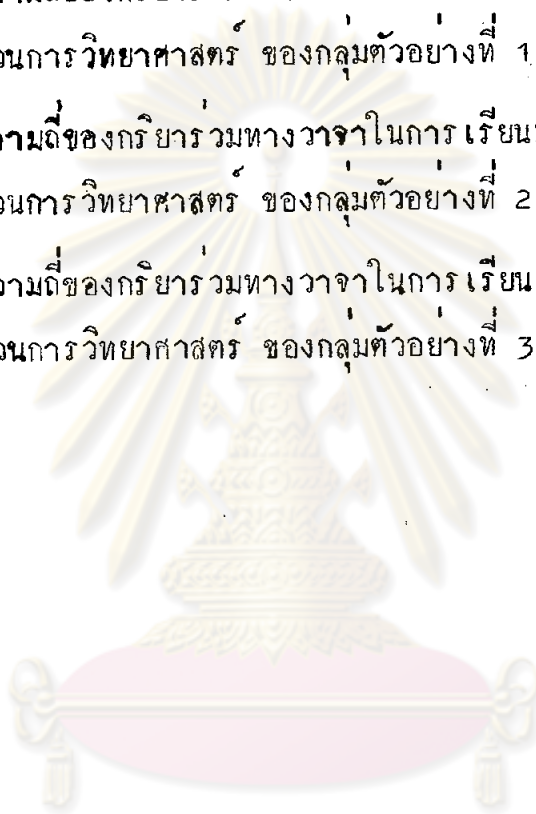 วนการวิทยาศาสตร์ ของกลุ่มตัวอย่างที่ 1
วามถี่ของกริยาร่วมทางวาจาในการเรียน
วนการวิทยาศาสตร์ ของกลุ่มตัวอย่างที่ 2
วามถี่ของกริยาร่วมทางวาจาในการเรียน
วนการวิทยาศาสตร์ ของกลุ่มตัวอย่างที่ 3